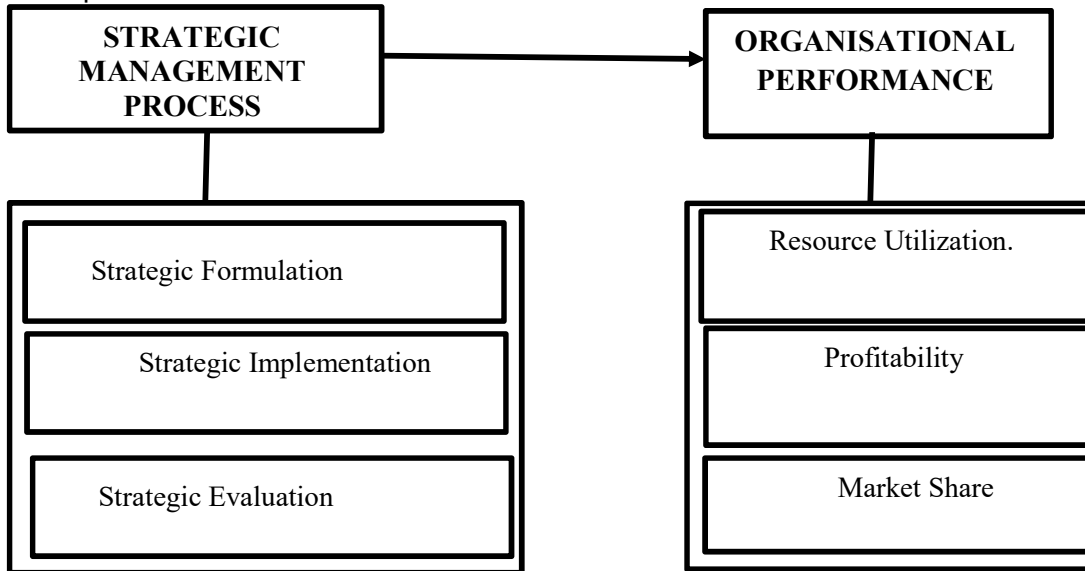 STRATEGIC
MANAGEMENT
PROCESS
ORGANISATIONAL
PERFORMANCE
Strategic Formulation
Strategic Implementation
Strategic Evaluation
Resource Utilization.
Profitability
Market Share